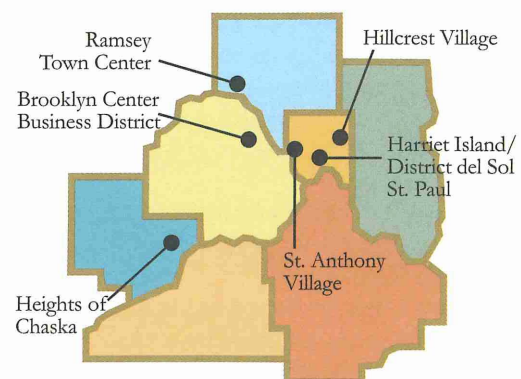 Ramsey
Town Center
Hillcrest Village
Brooklyn Center
Business District
Harriet Island/
District del Sol
St. Paul
St. Anthony
Village
Heights of
Chaska